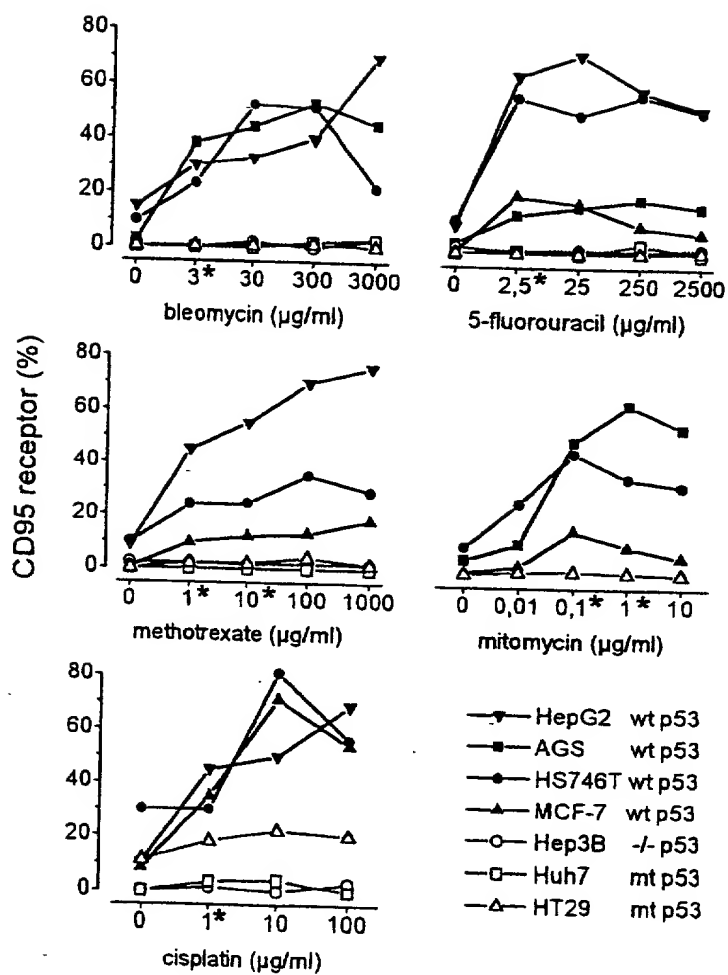 80
60
40
20
0
0 3* 30 300 3000
bleomycin (µg/ml)
0 2,5* 25 250 2500
5-fluorouracil (µg/ml)
CD95 receptor (%)
80
60
40
20
0
0 1* 10* 100 1000
methotrexate (µg/ml)
0 0,01 0,1* 1* 10
mitomycin (µg/ml)
80
60
40
20
0
0 1* 10 100
cisplatin (µg/ml)
HepG2 wt p53
AGS wt p53
HS746T wt p53
MCF-7 wt p53
Hep3B -/- p53
Huh7 mt p53
HT29 mt p53